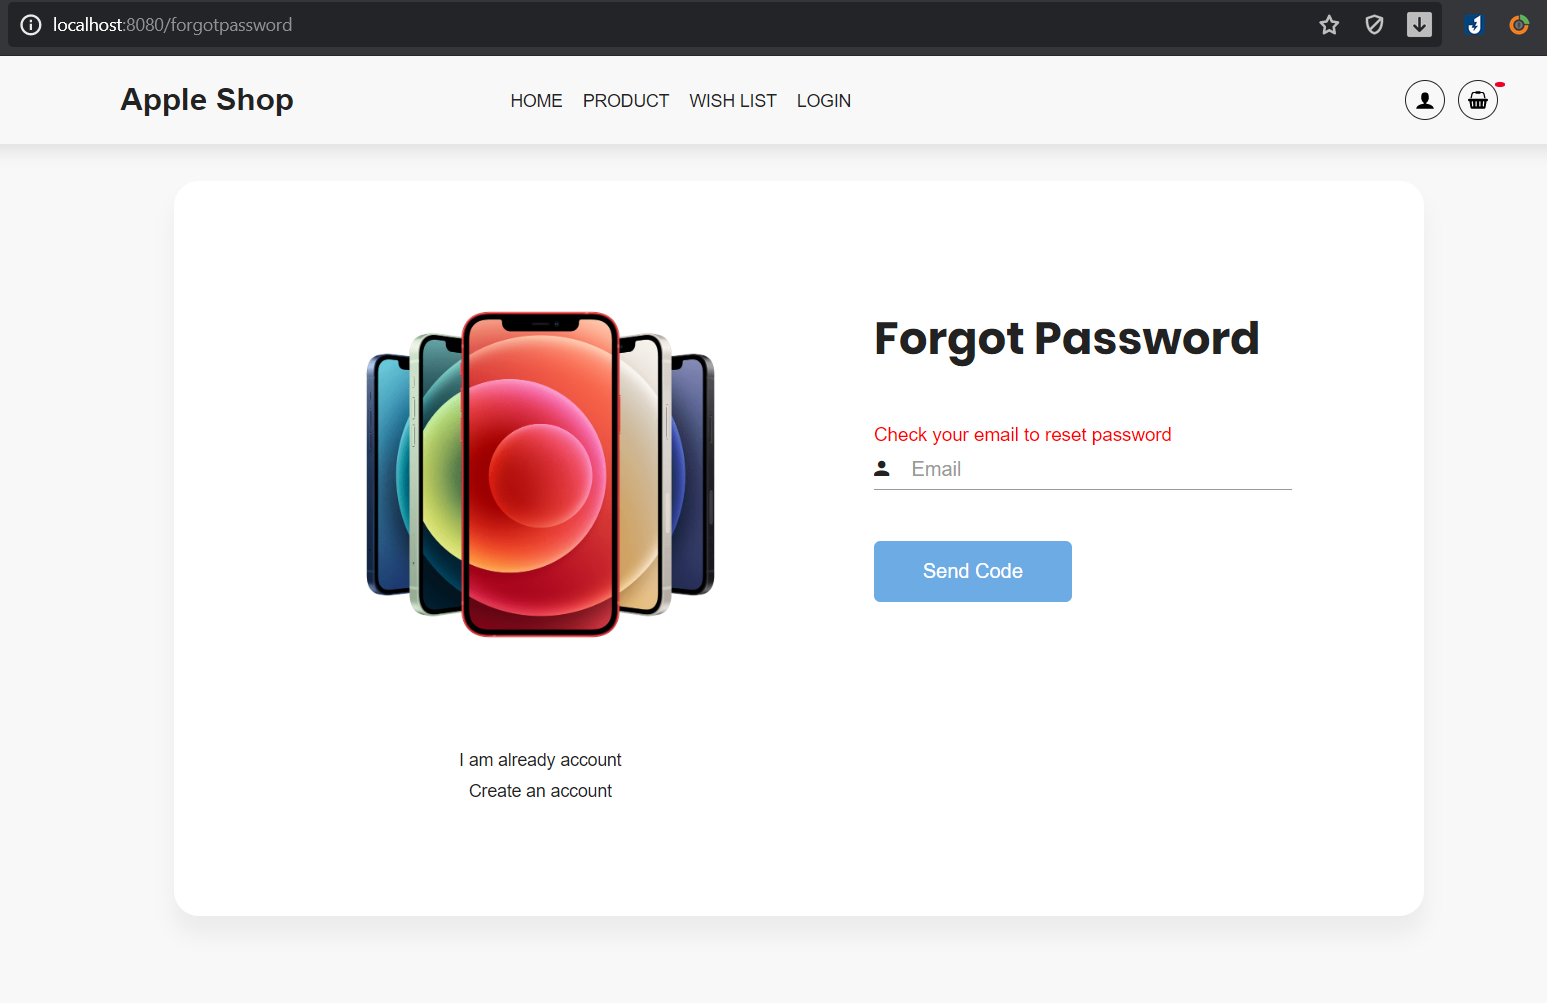 localhost:8080/forgotpassword
Apple Shop
HOME PRODUCT WISH LIST LOGIN
Forgot Password
Check your email to reset password
Email
Send Code
I am already account
Create an account